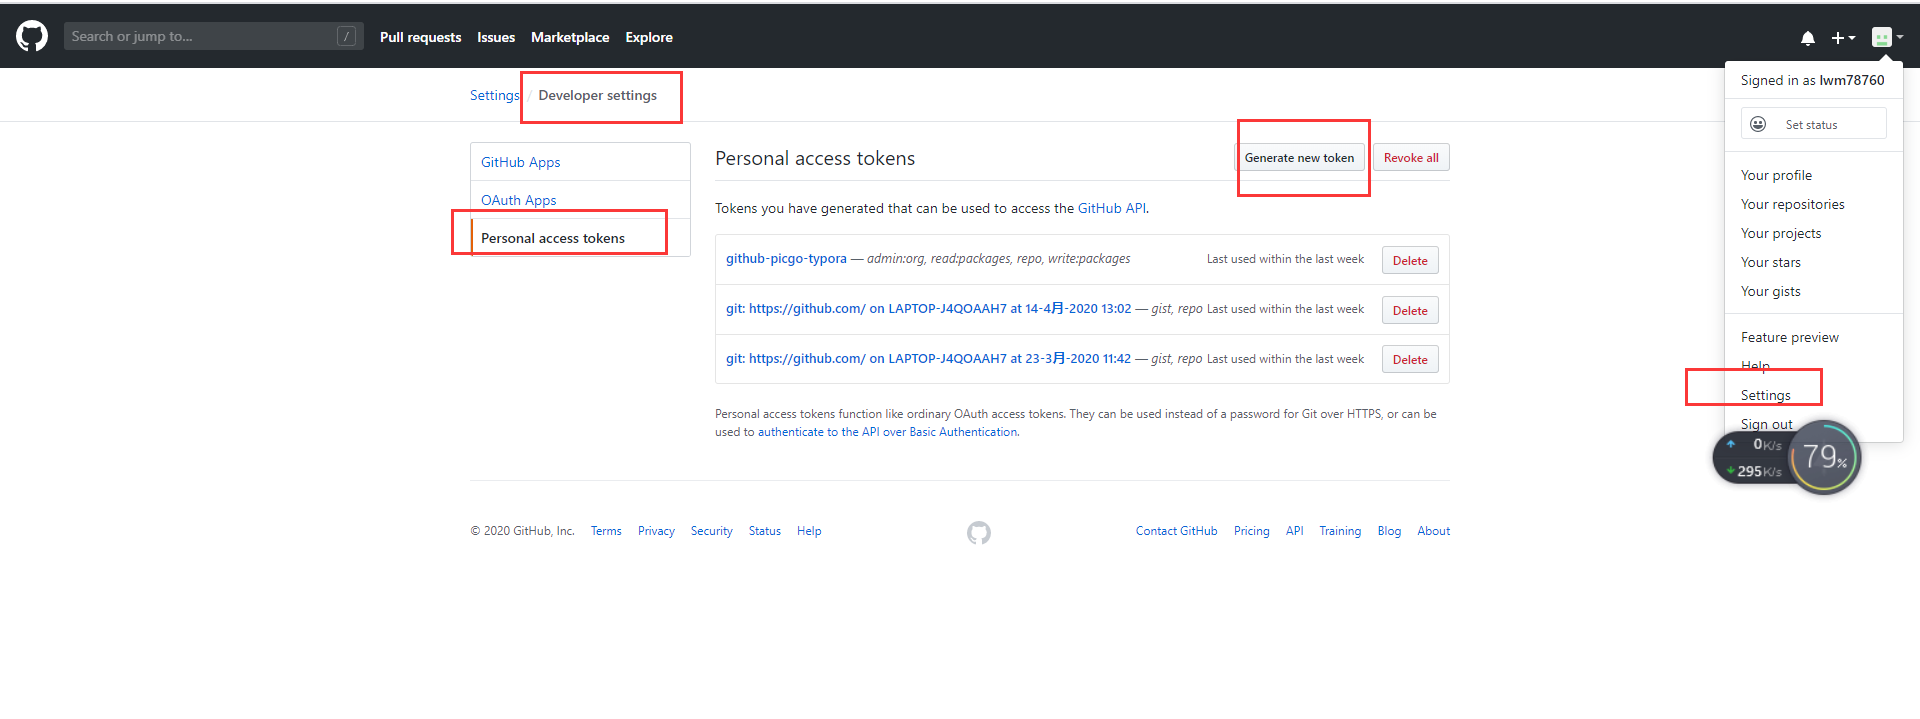 Search or jump to... / Pull requests Issues Marketplace Explore
Signed in as lwm78760
Set status
Your profile
Your repositories
Your projects
Your stars
Your gists
Feature preview
Help
Settings
Sign out
0K/s
295K/s
79%
Settings / Developer settings
GitHub Apps
OAuth Apps
Personal access tokens
Personal access tokens
Generate new token Revoke all
Tokens you have generated that can be used to access the GitHub API.
github-picgo-typora — admin:org, read:packages, repo, write:packages Last used within the last week Delete
git: https://github.com/ on LAPTOP-J4QOAAH7 at 14-4月-2020 13:02 — gist, repo Last used within the last week Delete
git: https://github.com/ on LAPTOP-J4QOAAH7 at 23-3月-2020 11:42 — gist, repo Last used within the last week Delete
Personal access tokens function like ordinary OAuth access tokens. They can be used instead of a password for Git over HTTPS, or can be
used to authenticate to the API over Basic Authentication.
© 2020 GitHub, Inc. Terms Privacy Security Status Help Contact GitHub Pricing API Training Blog About